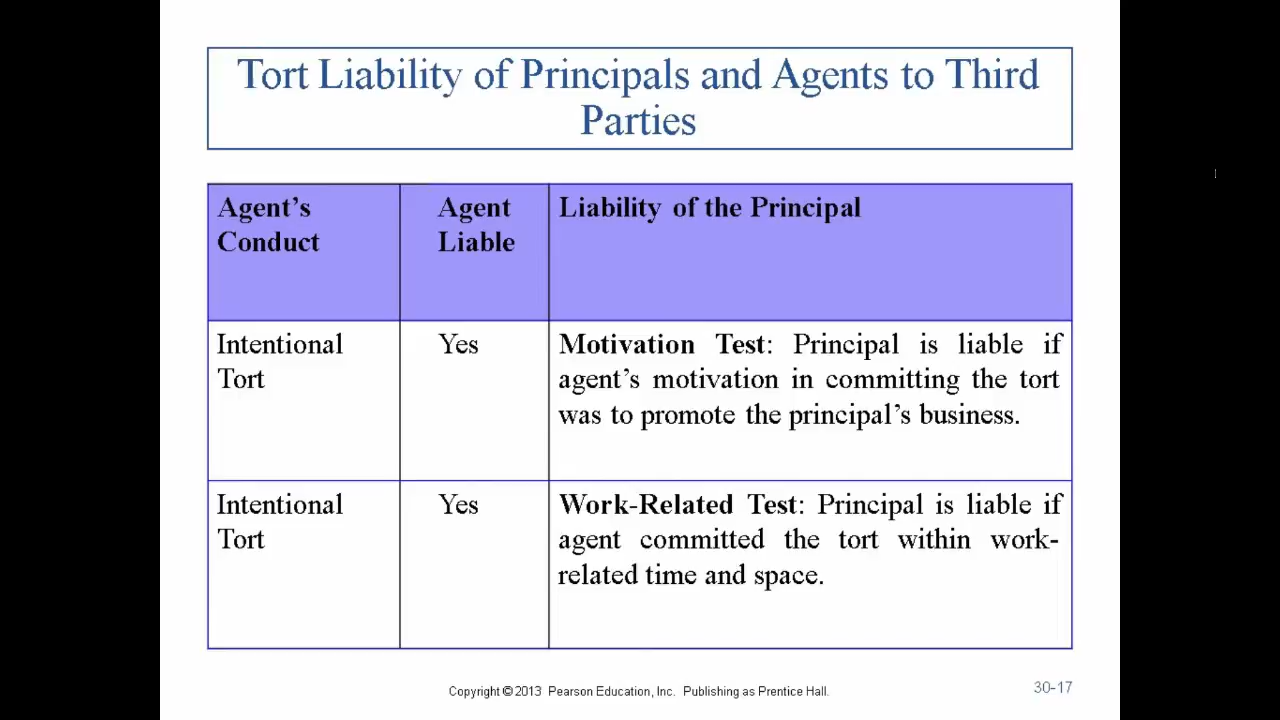 Tort Liability of Principals and Agents to Third
Parties
Agent’s
Conduct
Agent
Liable
Liability of the Principal
Intentional
Tort
Yes
Motivation Test: Principal is liable if
agent’s motivation in committing the tort
was to promote the principal’s business.
Intentional
Tort
Yes
Work-Related Test: Principal is liable if
agent committed the tort within work-
related time and space.
Copyright © 2013 Pearson Education, Inc. Publishing as Prentice Hall.
30-17